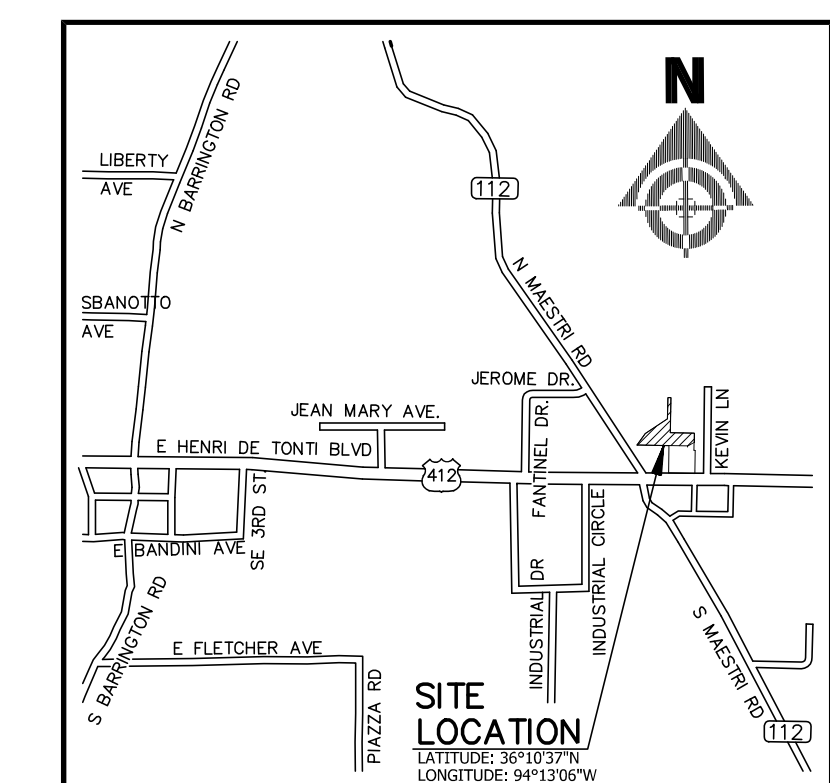 N
LIBERTY
AVE
N BARRINGTON RD
112
SBANOTTO
AVE
N MAESTRI RD
JEROME DR.
JEAN MARY AVE.
KEVIN LN
E HENRI DE TONTI BLVD
412
FANTINEL DR.
SE 3RD ST.
E BANDINI AVE
INDUSTRIAL CIRCLE
INDUSTRIAL DR
S BARRINGTON RD
E FLETCHER AVE
PIAZZA RD
S MAESTRI RD
112
SITE
LOCATION
LATITUDE: 36°10'37"N
LONGITUDE: 94°13'06"W